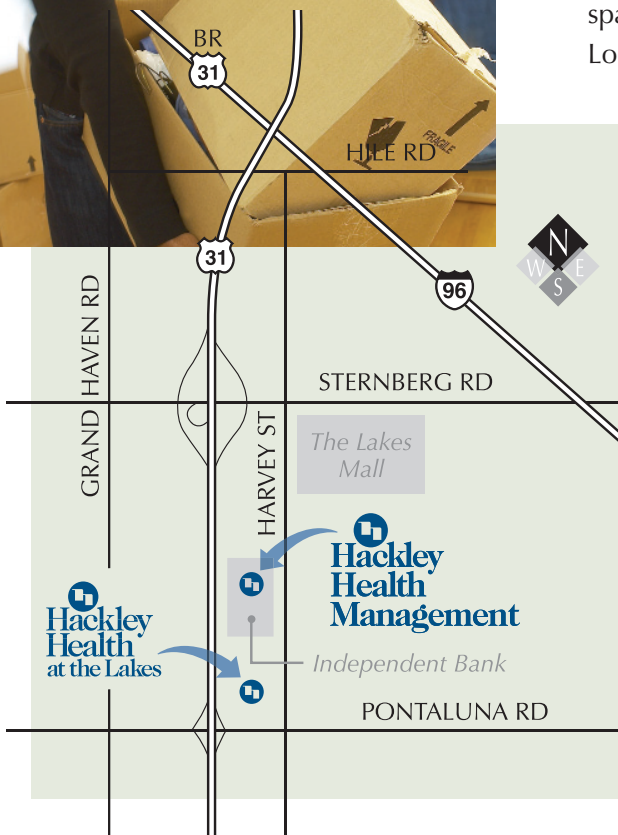 spa
Lo
BR
31
HILE RD
FRAGILE
31
N
W
E
S
96
GRAND HAVEN RD
STERNBERG RD
HARVEY ST
The Lakes
Mall
Hackley
Health
Management
Hackley
Health
at the Lakes
Independent Bank
PONTALUNA RD